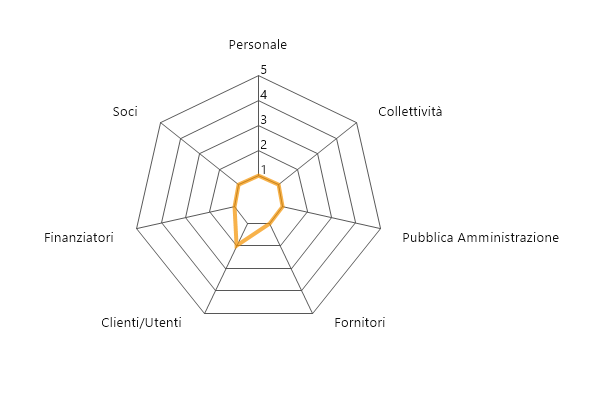 Personale
5
4
3
2
1
Soci
Collettività
Finanziatori
Pubblica Amministrazione
Clienti/Utenti
Fornitori